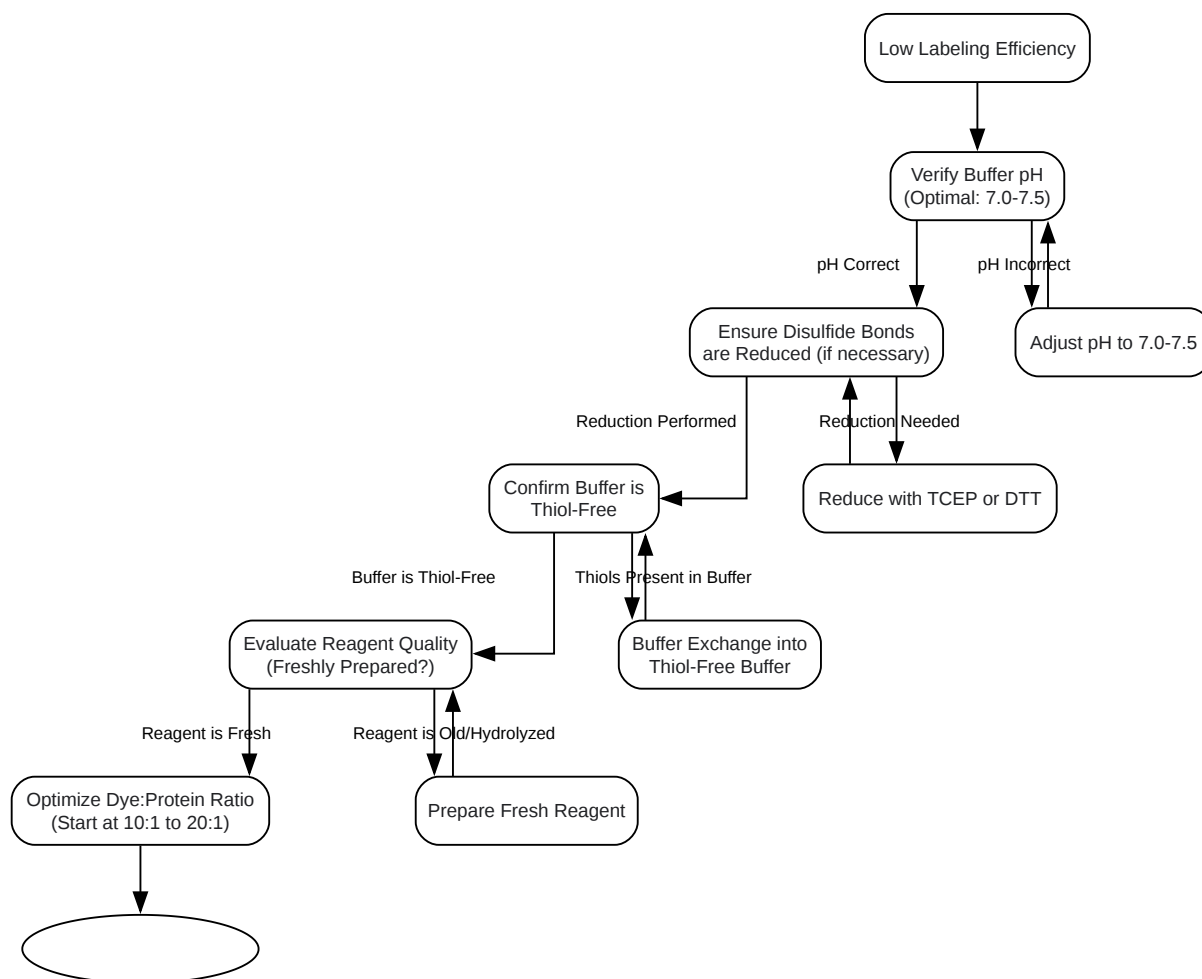 Low Labeling Efficiency
Verify Buffer pH
(Optimal: 7.0-7.5)
pH Correct
pH Incorrect
Ensure Disulfide Bonds
are Reduced (if necessary)
Adjust pH to 7.0-7.5
Reduction Performed
Reduction Needed
Confirm Buffer is
Thiol-Free
Reduce with TCEP or DTT
Buffer is Thiol-Free
Thiols Present in Buffer
Evaluate Reagent Quality
(Freshly Prepared?)
Buffer Exchange into
Thiol-Free Buffer
Reagent is Fresh
Reagent is Old/Hydrolyzed
Optimize Dye:Protein Ratio
(Start at 10:1 to 20:1)
Prepare Fresh Reagent